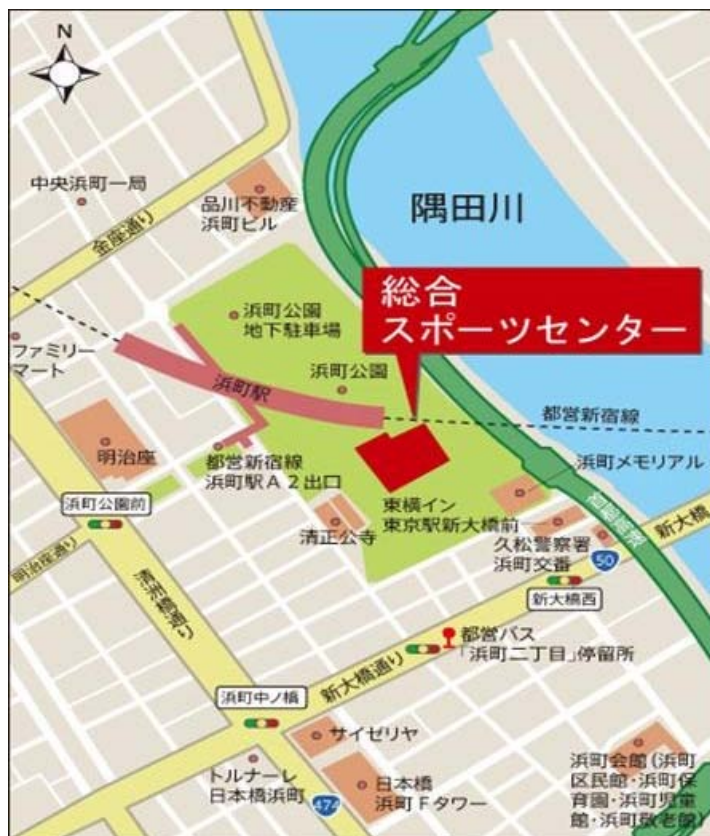 N
中央浜町一局
品川不動産
浜町ビル
隅田川
金座通り
総合
スポーツセンター
浜町公園
地下駐車場
ファミリー
マート
浜町駅
浜町公園
都営新宿線
明治座
都営新宿線
浜町駅A2出口
浜町メモリアル
浜町公園前
清正公寺
東横イン
東京駅新大橋前
久松警察署
浜町交番
首都高速
新大橋
50
明治座通り
清洲橋通り
新大橋西
都営バス
「浜町二丁目」停留所
新大橋通り
浜町中ノ橋
サイゼリヤ
トルナーレ
日本橋浜町
474
日本橋
浜町Fタワー
浜町会館(浜町
区民館・浜町保
育園・浜町児童
館・浜町敬老館)